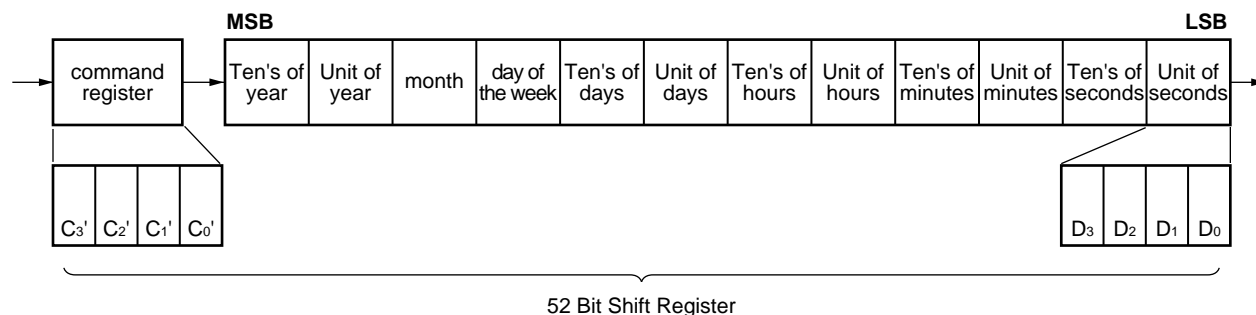 MSB
LSB
command
register
Ten's of
year
Unit of
year
month
day of
the week
Ten's of
days
Unit of
days
Ten's of
hours
Unit of
hours
Ten's of
minutes
Unit of
minutes
Ten's of
seconds
Unit of
seconds
C₃' C₂' C₁' C₀'
D₃ D₂ D₁ D₀
52 Bit Shift Register